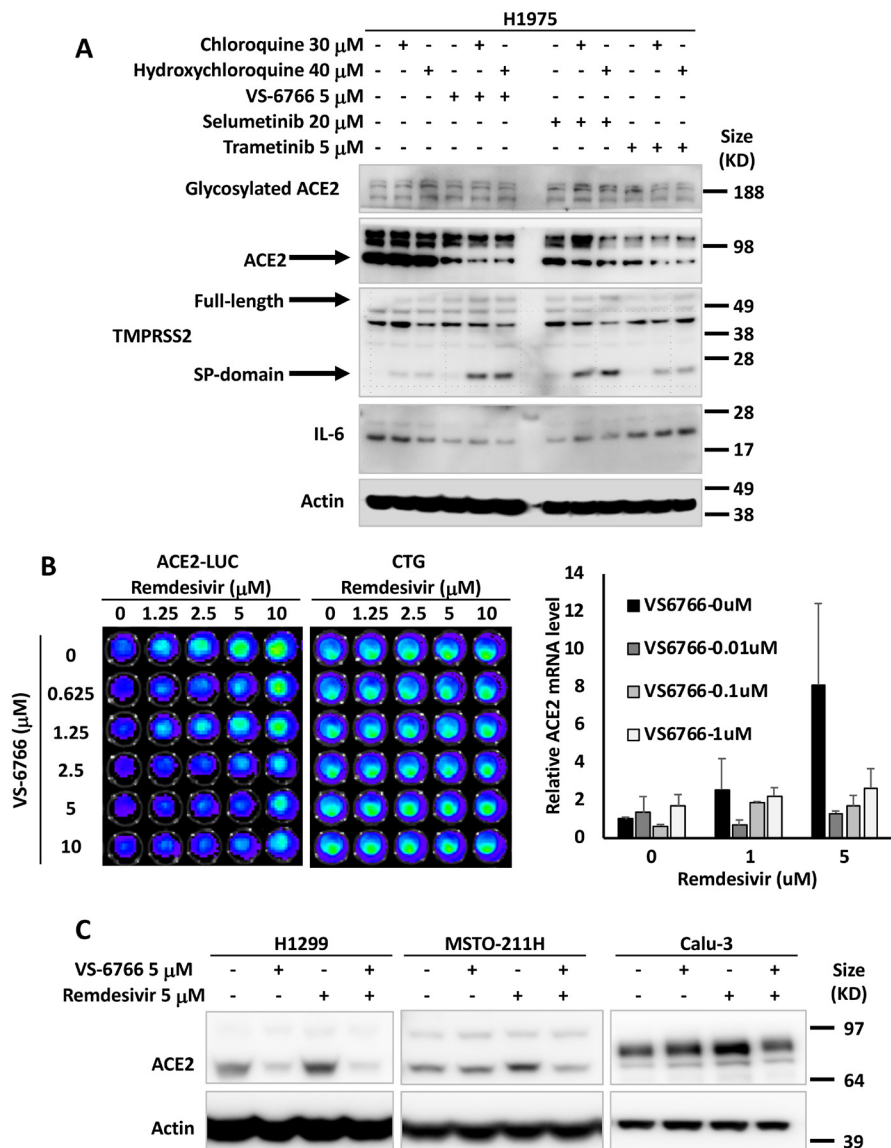 H1975
A
Chloroquine 30 μM - + - - + - - + - - + -
Hydroxychloroquine 40 μM - - + - - + - - + - - +
VS-6766 5 μM - - - + + + - - - - - -
Selumetinib 20 μM - - - - - - + + + - - -
Trametinib 5 μM - - - - - - - - - + + +
Size
(KD)
Glycosylated ACE2
188
98
ACE2
Full-length
49
TMPRSS2
38
28
SP-domain
28
IL-6
17
49
Actin
38
B
ACE2-LUC CTG
Remdesivir (μM) Remdesivir (μM)
0 1.25 2.5 5 10 0 1.25 2.5 5 10
VS-6766 (μM)
0
0.625
1.25
2.5
5
10
Relative ACE2 mRNA level
14
12
10
8
6
4
2
0
VS6766-0uM
VS6766-0.01uM
VS6766-0.1uM
VS6766-1uM
0 1 5
Remdesivir (uM)
C
H1299 MSTO-211H Calu-3
VS-6766 5 μM - + - + - + - + - + - +
Remdesivir 5 μM - - + + - - + + - - + +
Size
(KD)
97
ACE2
64
Actin
39